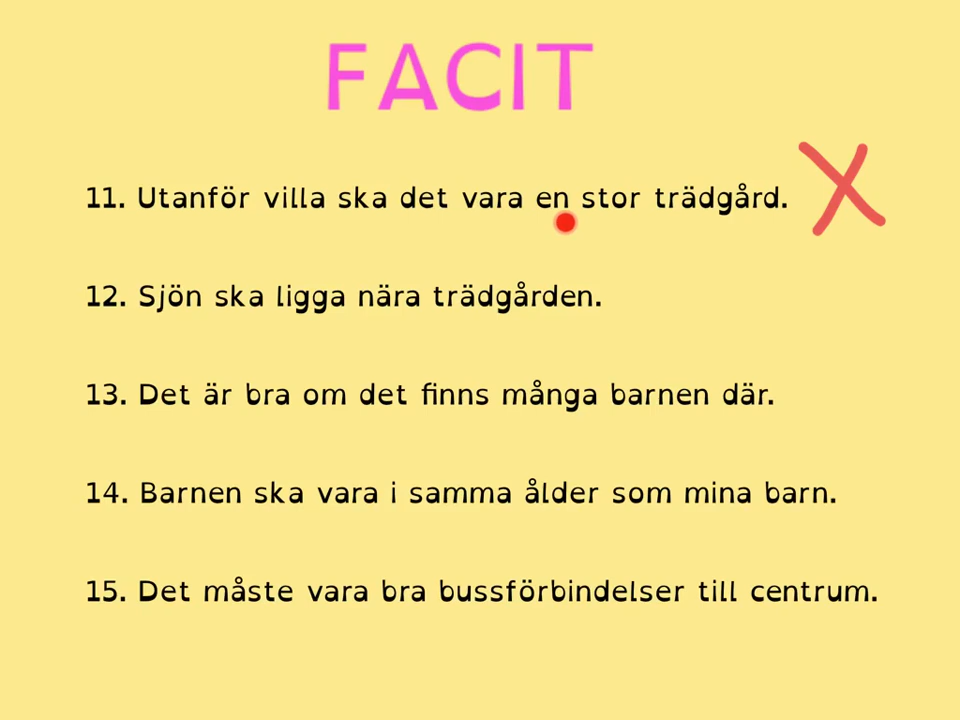 FACIT
11. Utanför villa ska det vara en stor trädgård.
12. Sjön ska ligga nära trädgården.
13. Det är bra om det finns många barnen där.
14. Barnen ska vara i samma ålder som mina barn.
15. Det måste vara bra bussförbindelser till centrum.